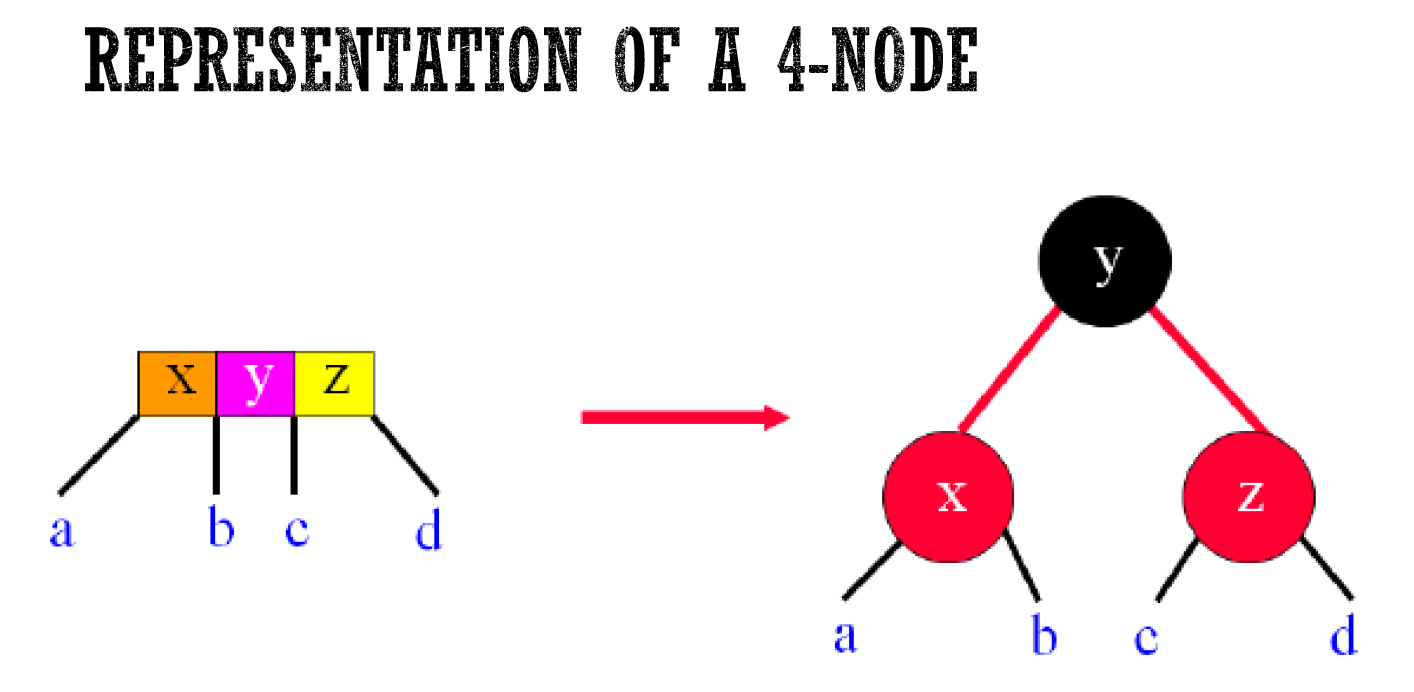 REPRESENTATION OF A 4-NODE
y
x y z
x z
a b c d
a b c d